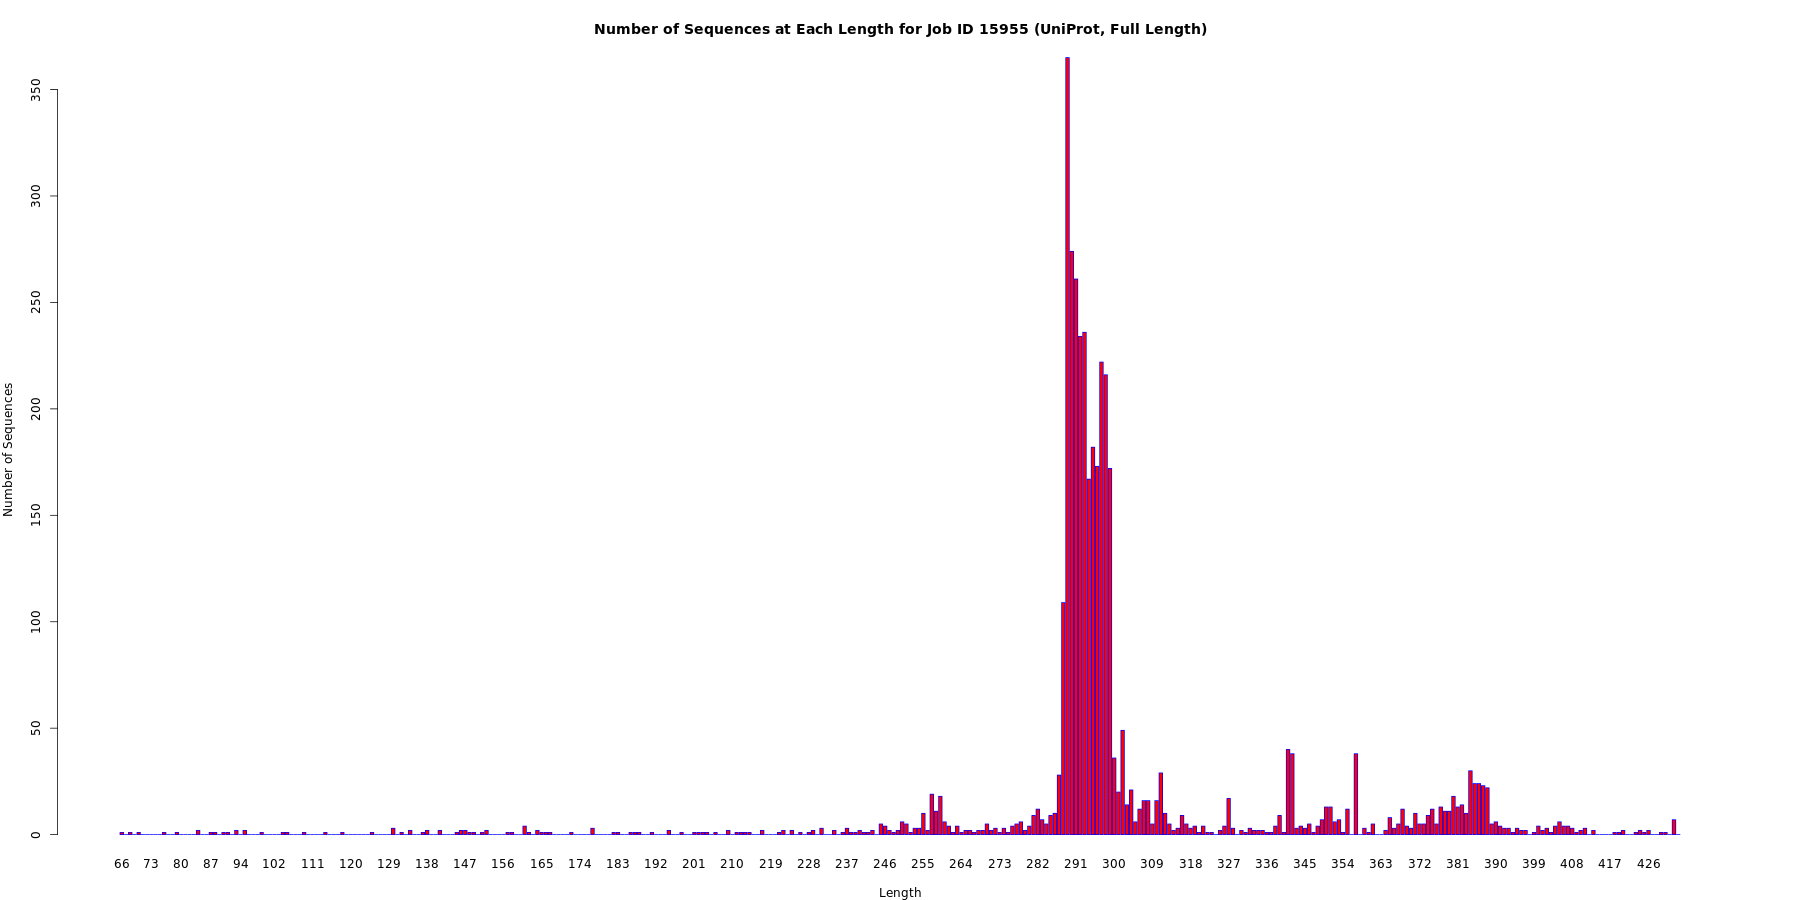 Number of Sequences at Each Length for Job ID 15955 (UniProt, Full Length)
350
300
250
200
150
100
50
0
Number of Sequences
66 73 80 87 94 102 111 120 129 138 147 156 165 174 183 192 201 210 219 228 237 246 255 264 273 282 291 300 309 318 327 336 345 354 363 372 381 390 399 408 417 426
Length